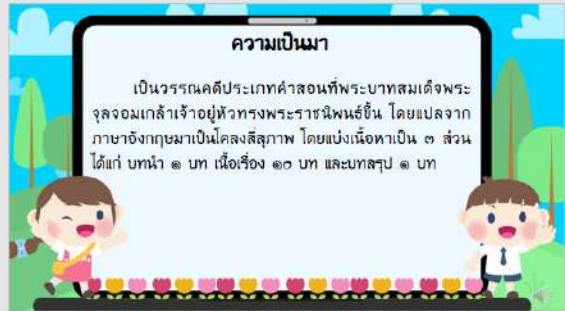 ความเป็นมา
เป็นวรรณคดีประเภทคำสอนที่พระบาทสมเด็จพระ
จุลจอมเกล้าเจ้าอยู่หัวทรงพระราชนิพนธ์ขึ้น โดยแปลจาก
ภาษาอังกฤษมาเป็นโคลงสี่สุภาพ โดยแบ่งเนื้อหาเป็น ๓ ส่วน
ได้แก่ บทนำ ๑ บท เนื้อเรื่อง ๑๐ บท และบทสรุป ๑ บท